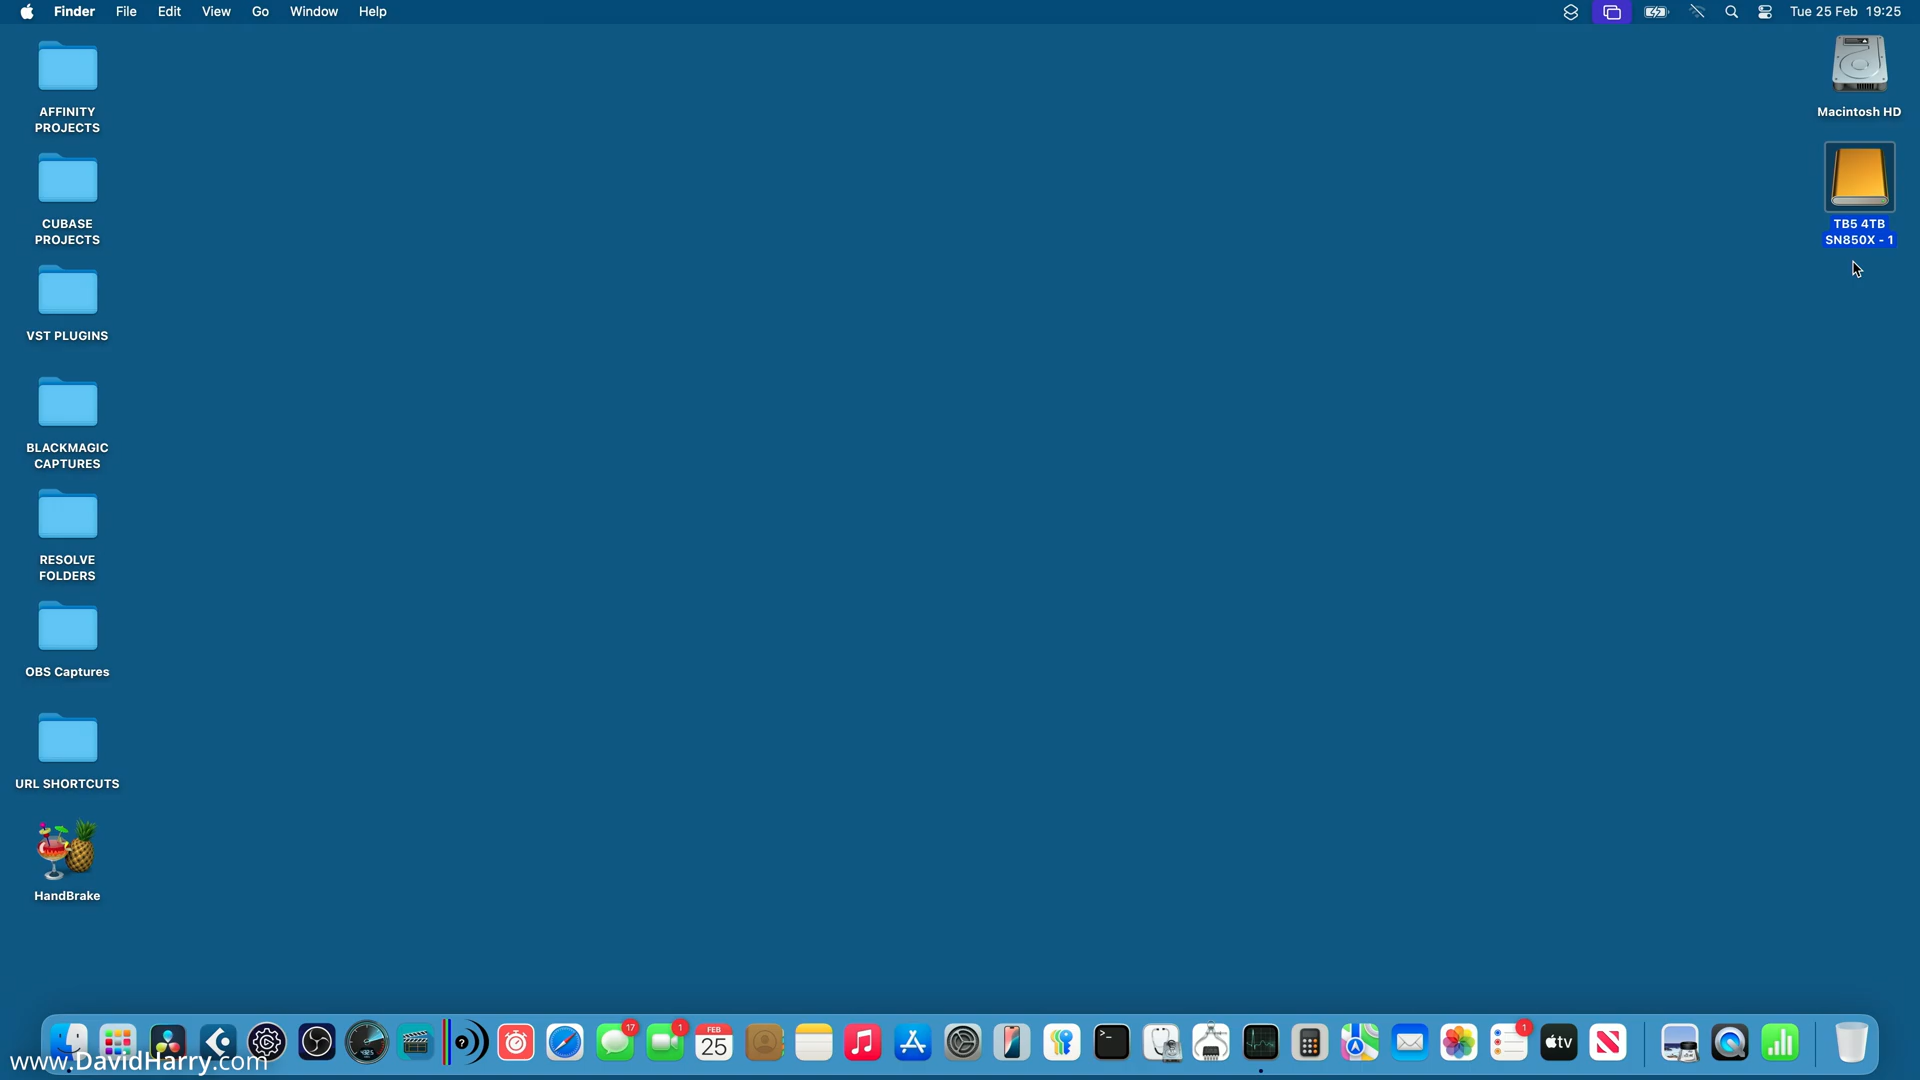 Finder File Edit View Go Window Help
Tue 25 Feb 19:25
AFFINITY
PROJECTS
CUBASE
PROJECTS
VST PLUGINS
BLACKMAGIC
CAPTURES
RESOLVE
FOLDERS
OBS Captures
URL SHORTCUTS
HandBrake
Macintosh HD
TB5 4TB
SN850X - 1
17
1
FEB
25
1
tv
www.DavidHarry.com